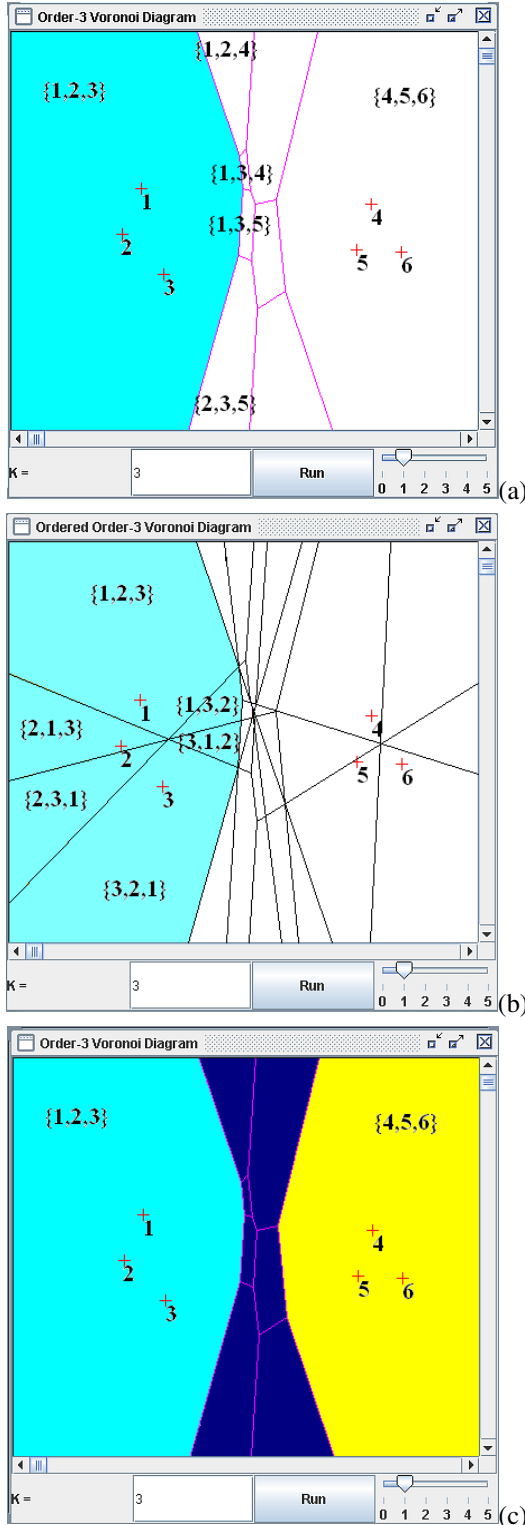 Order-3 Voronoi Diagram
{1,2,4}
{1,2,3}
{4,5,6}
{1,3,4}
1
4
{1,3,5}
2
5
6
3
{2,3,5}
K =
3
Run
0 1 2 3 4 5
(a)
Ordered Order-3 Voronoi Diagram
{1,2,3}
1
{1,3,2}
4
{2,1,3}
2
{3,1,2}
5
6
{2,3,1}
3
{3,2,1}
K =
3
Run
0 1 2 3 4 5
(b)
Order-3 Voronoi Diagram
{1,2,3}
{4,5,6}
1
4
2
5
6
3
K =
3
Run
0 1 2 3 4 5
(c)